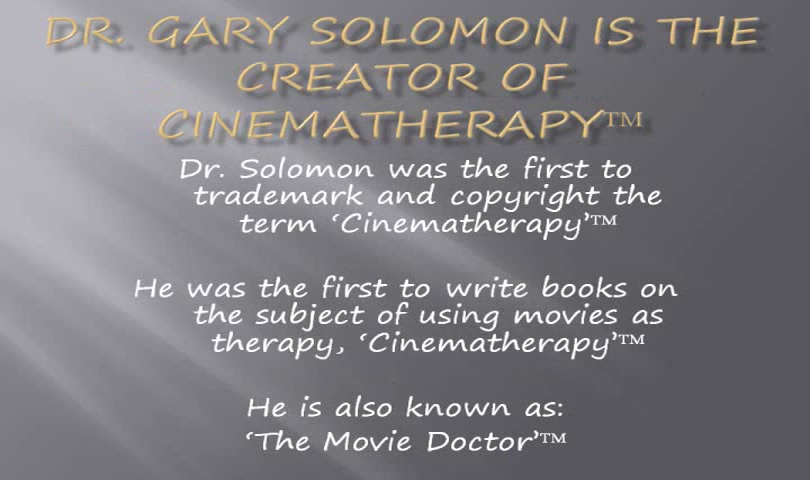 DR. GARY SOLOMON IS THE
CREATOR OF
CINEMATHERAPY™
Dr. Solomon was the first to
trademark and copyright the
term ‘Cinematherapy’™
He was the first to write books on
the subject of using movies as
therapy, ‘Cinematherapy’™
He is also known as:
‘The Movie Doctor’™